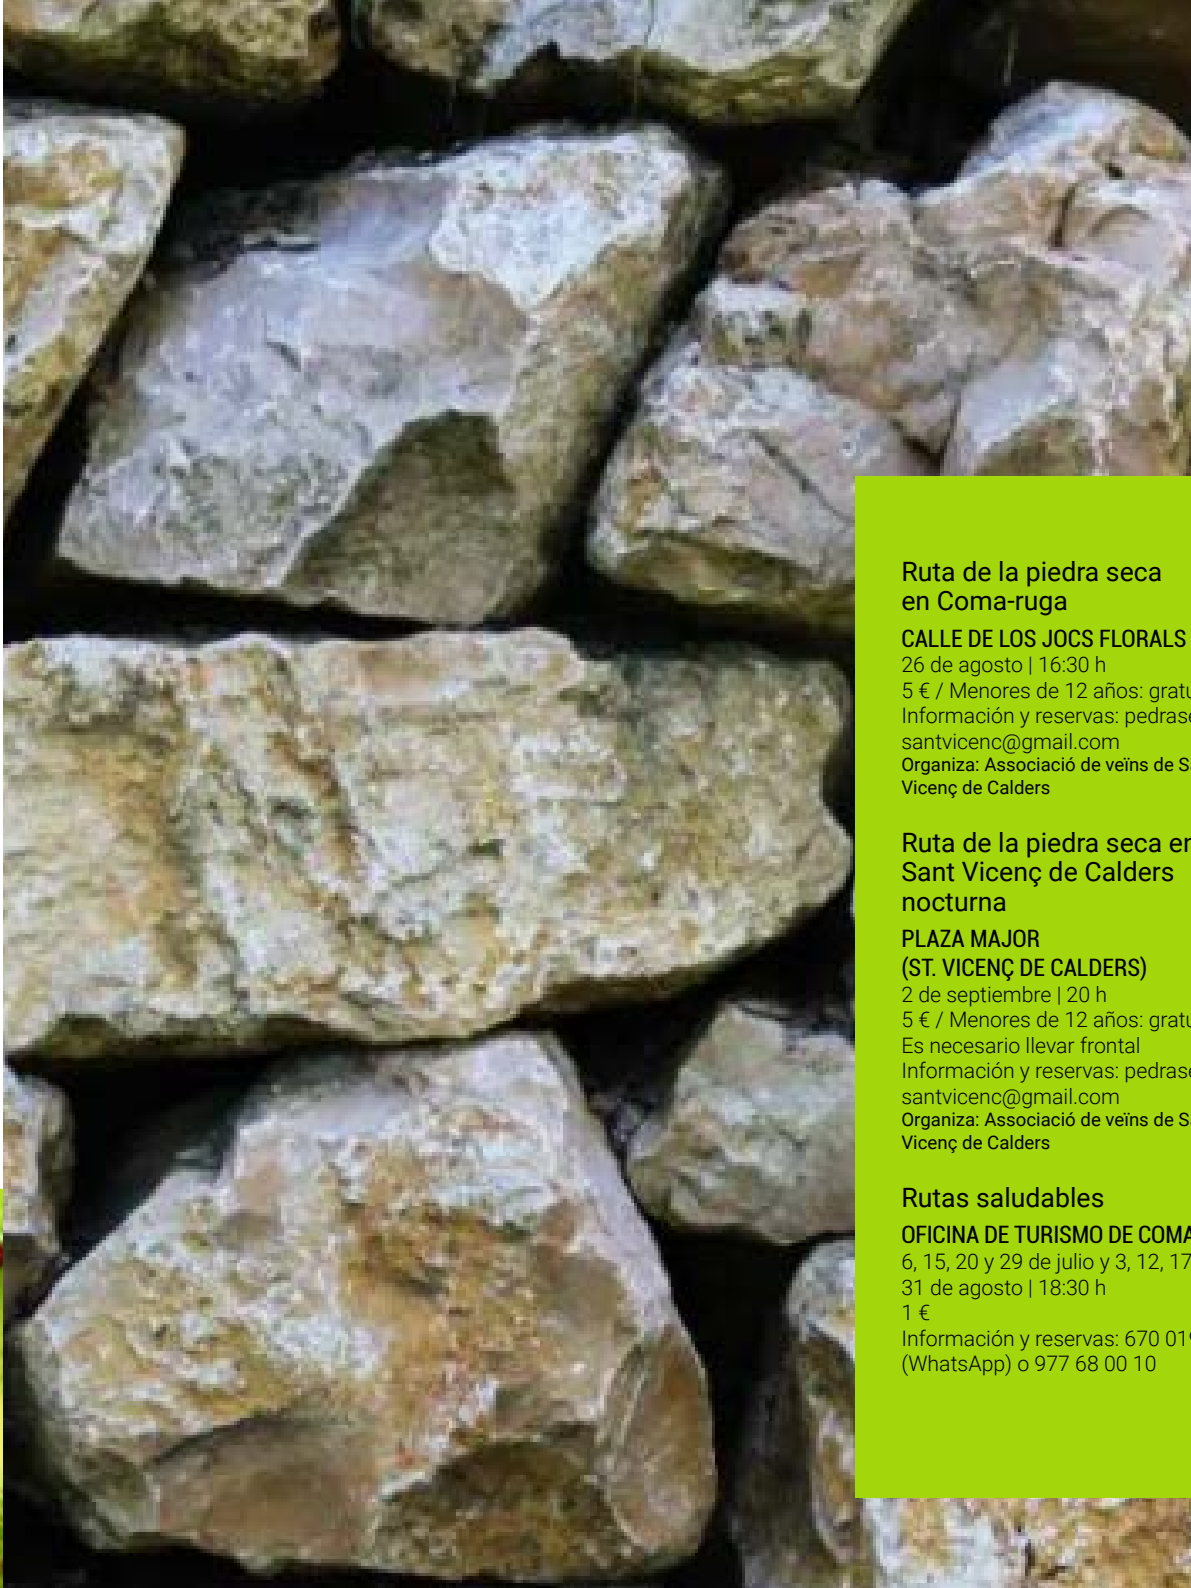 Ruta de la piedra seca
en Coma-ruga
CALLE DE LOS JOCS FLORALS
26 de agosto | 16:30 h
5 € / Menores de 12 años:
Información y reservas:
santvicenc@gmail.com
Organiza: Associació de veïns de
Vicenç de Calders
Ruta de la piedra seca
Sant Vicenç de Calders
nocturna
PLAZA MAJOR
(ST. VICENÇ DE CALDERS)
2 de septiembre | 20 h
5 € / Menores de 12 años:
Es necesario llevar frontal
Información y reservas:
santvicenc@gmail.com
Organiza: Associació de veïns de
Vicenç de Calders
Rutas saludables
OFICINA DE TURISMO DE
6, 15, 20 y 29 de julio y 3, 12, 17
31 de agosto | 18:30 h
1 €
Información y reservas: 670
(WhatsApp) o 977 68 00 10